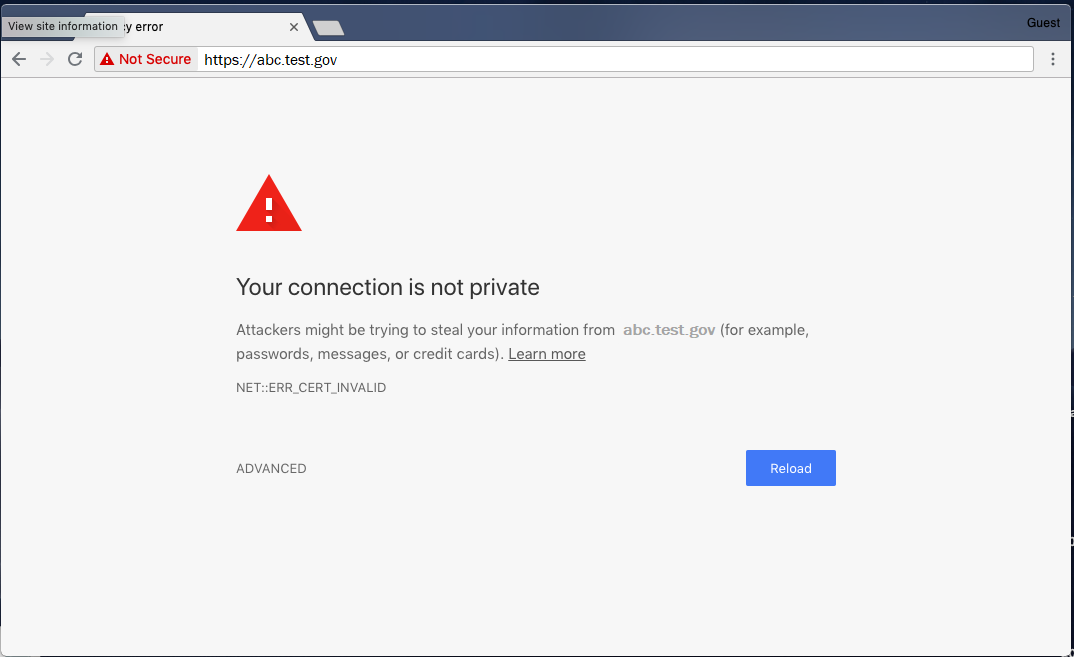 View site information
y error
Guest
Not Secure
https://abc.test.gov
Your connection is not private
Attackers might be trying to steal your information from abc.test.gov (for example,
passwords, messages, or credit cards). Learn more
NET::ERR_CERT_INVALID
ADVANCED
Reload